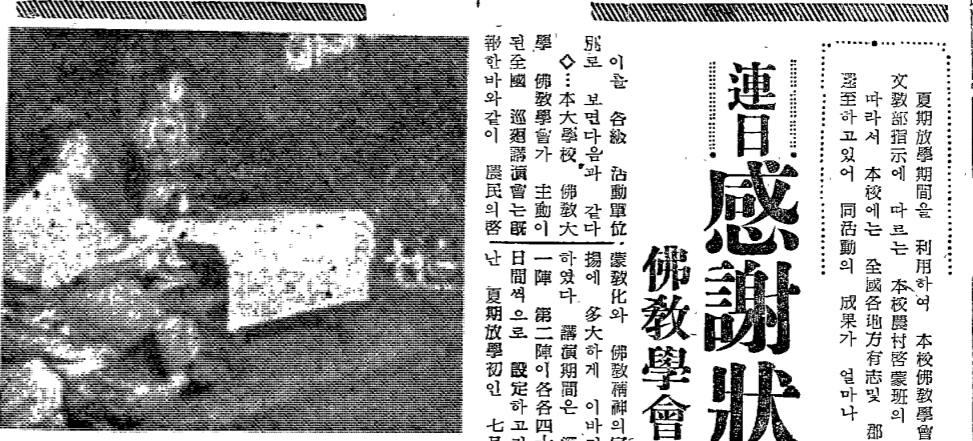 夏期放學期間을 利用하여 本校佛敎學會
文敎部指示에 다르는 本校農村啓蒙班의
따라서 本校에는 全國各地方有志및 郡
遝至하고있어 同活動의 成果가 얼마나
連日感謝狀
佛敎學會
이를 各級 活動單位
別로 보면다음과 같다
◇…本大學校 佛敎大
學 佛敎學會가 主動이
된全國 巡廻講演會는旣
報한바와같이 農民의啓
蒙敎化와 佛敎精神의
揚에 多大하게 이바지
하였다 講演期間은
一陣 第二陣이各各四十
日間씩으로 設定하고
난 夏期放學初인 七月